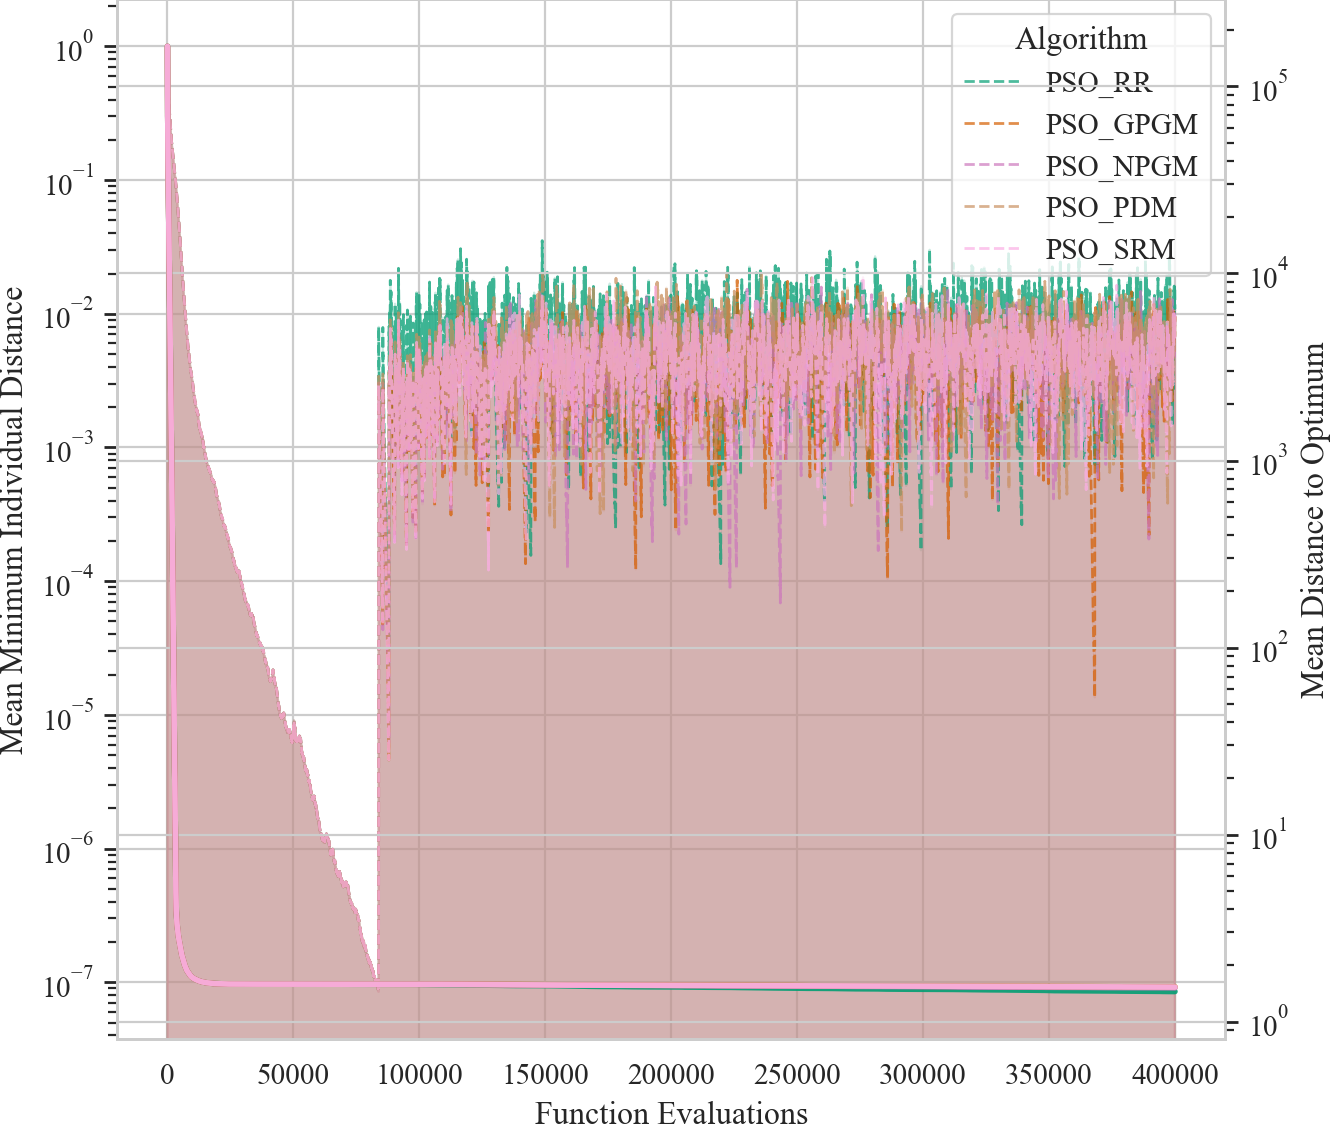 Algorithm
PSO_RR
PSO_GPGM
PSO_NPGM
PSO_PDM
PSO_SRM
10^0
10^−1
10^−2
10^−3
10^−4
10^−5
10^−6
10^−7
Mean Minimum Individual Distance
10^5
10^4
10^3
10^2
10^1
10^0
Mean Distance to Optimum
0 50000 100000 150000 200000 250000 300000 350000 400000
Function Evaluations